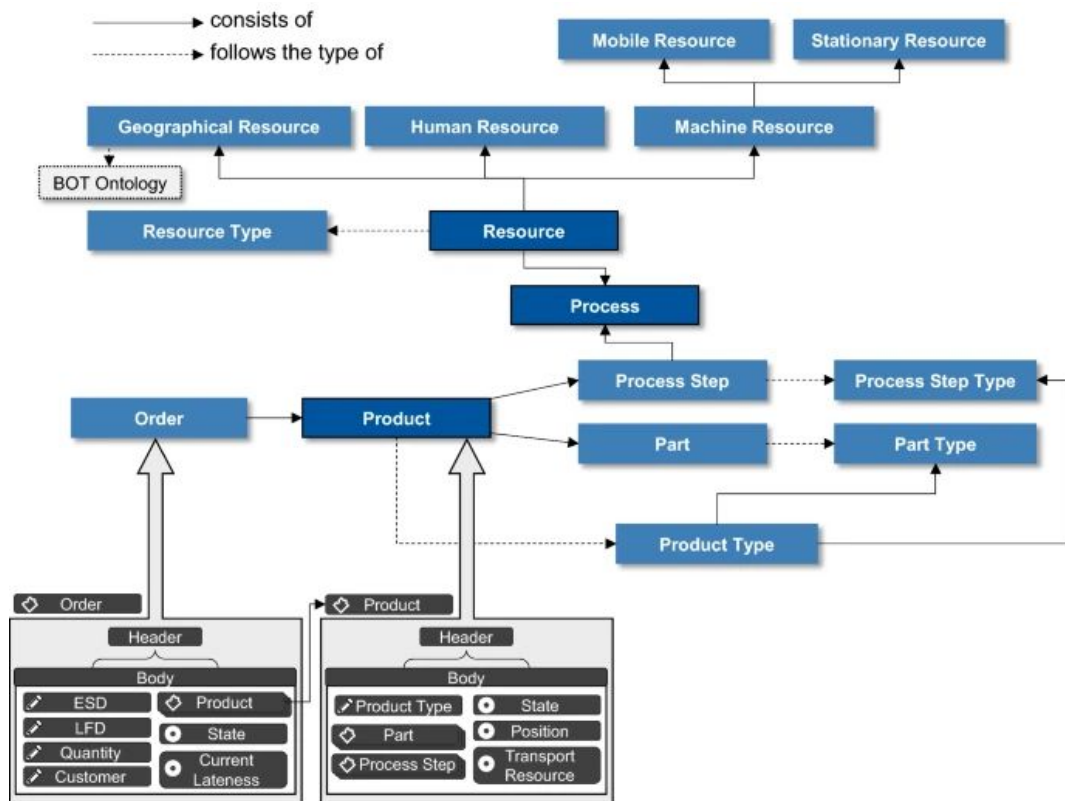 consists of
follows the type of
Mobile Resource
Stationary Resource
Geographical Resource
Human Resource
Machine Resource
BOT Ontology
Resource Type
Resource
Process
Process Step
Process Step Type
Order
Product
Part
Part Type
Product Type
Order
Header
Body
ESD
LFD
Quantity
Customer
Product
State
Current
Lateness
Product
Header
Body
Product Type
Part
Process Step
State
Position
Transport
Resource